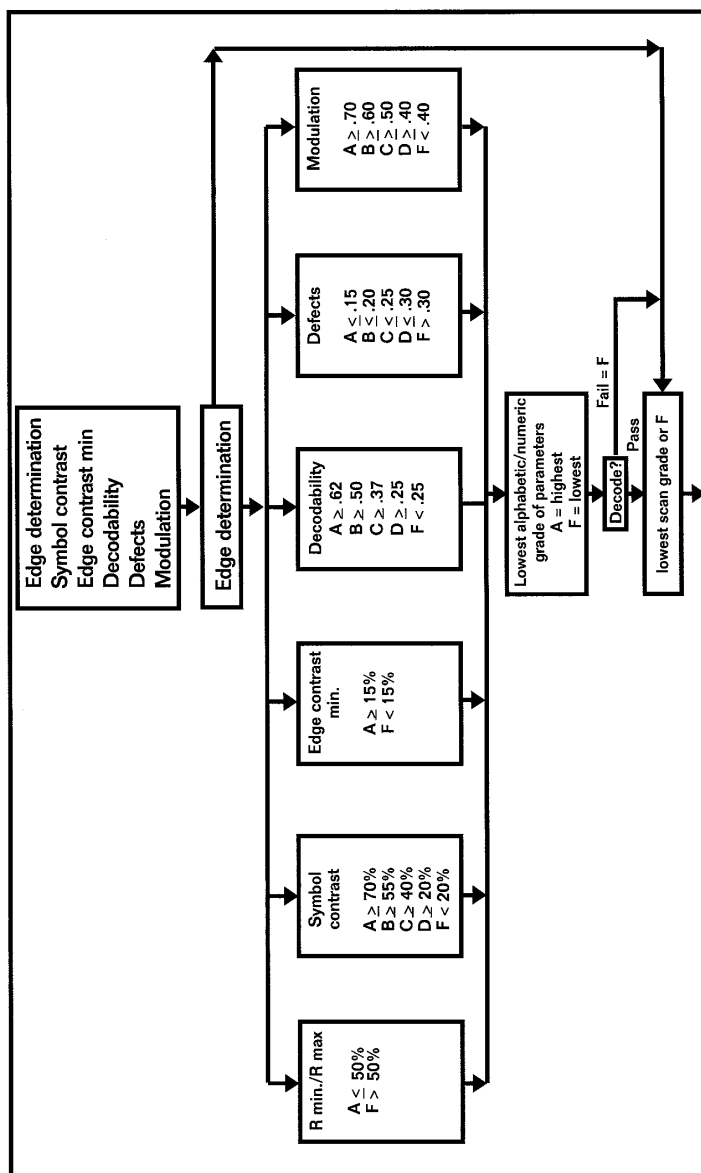 Edge determination
Symbol contrast
Edge contrast min
Decodability
Defects
Modulation
Edge determination
R min./R max
A ≤ 50%
F > 50%
Symbol
contrast
A ≥ 70%
B ≥ 55%
C ≥ 40%
D ≥ 20%
F < 20%
Edge contrast
min.
A ≥ 15%
F < 15%
Decodability
A ≥ .62
B ≥ .50
C ≥ .37
D ≥ .25
F < .25
Defects
A ≤ .15
B ≤ .20
C ≤ .25
D ≤ .30
F > .30
Modulation
A ≥ .70
B ≥ .60
C ≥ .50
D ≥ .40
F < .40
Lowest alphabetic/numeric
grade of parameters
A = highest
F = lowest
Decode?
Fail = F
Pass
lowest scan grade or F